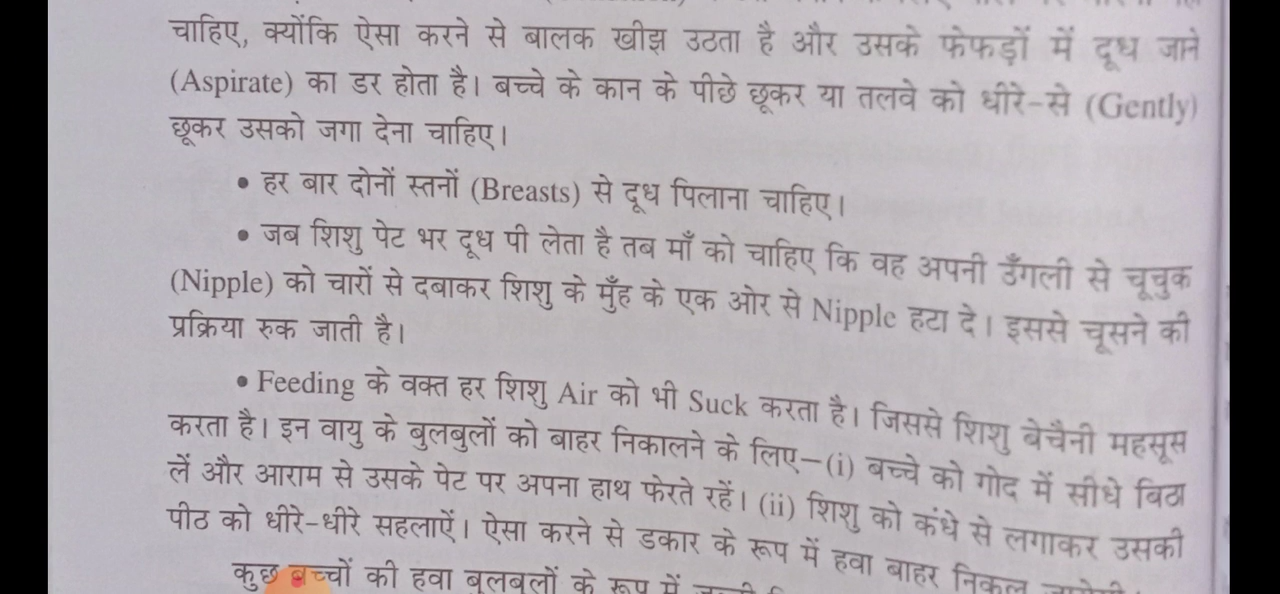 चाहिए, क्योंकि ऐसा करने से बालक खीझ उठता है और उसके फेफड़ों में दूध जाने
(Aspirate) का डर होता है। बच्चे के कान के पीछे छूकर या तलवे को धीरे-से (Gently)
छूकर उसको जगा देना चाहिए।
• हर बार दोनों स्तनों (Breasts) से दूध पिलाना चाहिए।
• जब शिशु पेट भर दूध पी लेता है तब माँ को चाहिए कि वह अपनी उँगली से चूचुक
(Nipple) को चारों से दबाकर शिशु के मुँह के एक ओर से Nipple हटा दे। इससे चूसने की
प्रक्रिया रुक जाती है।
• Feeding के वक्त हर शिशु Air को भी Suck करता है। जिससे शिशु बेचैनी महसूस
करता है। इन वायु के बुलबुलों को बाहर निकालने के लिए–(i) बच्चे को गोद में सीधे बिठा
लें और आराम से उसके पेट पर अपना हाथ फेरते रहें। (ii) शिशु को कंधे से लगाकर उसकी
पीठ को धीरे-धीरे सहलाऐं। ऐसा करने से डकार के रूप में हवा बाहर निकल
कुछ बच्चों की हवा बुलबुलों के रूप में